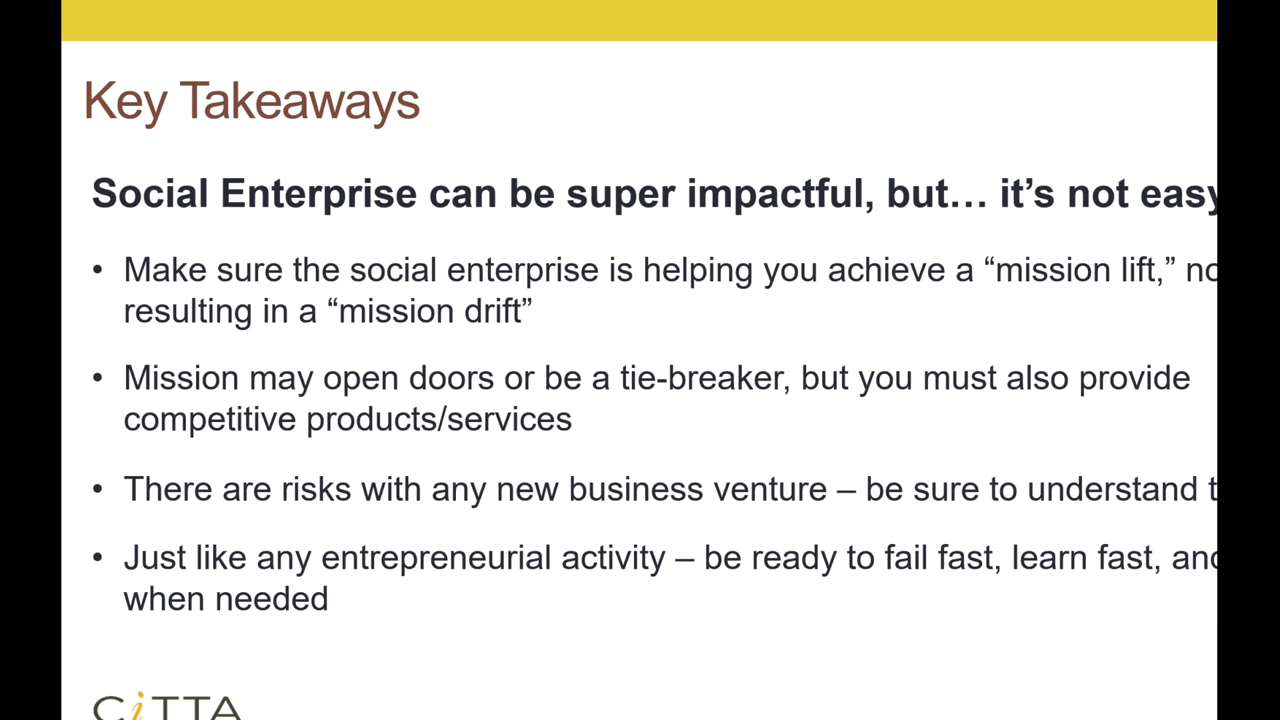 Key Takeaways
Social Enterprise can be super impactful, but… it’s not easy
• Make sure the social enterprise is helping you achieve a “mission lift,”
resulting in a “mission drift”
• Mission may open doors or be a tie-breaker, but you must also provide
competitive products/services
• There are risks with any new business venture – be sure to understand
• Just like any entrepreneurial activity – be ready to fail fast, learn fast,
when needed
CiTTA